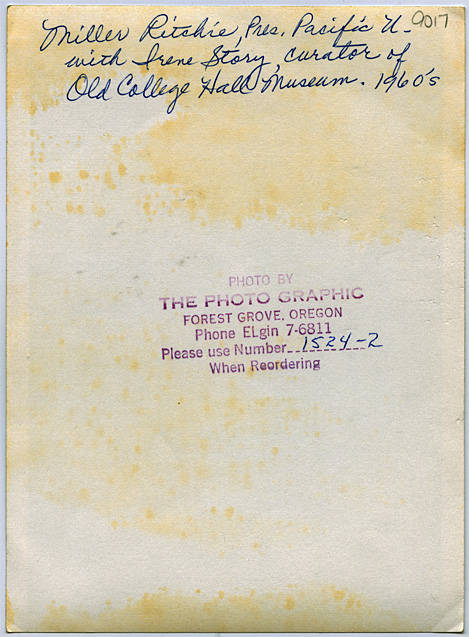 9017
Miller Ritchie, Pres. Pacific U-
with Irene Story, curator of
Old College Hall Museum. 1960's
PHOTO BY
THE PHOTO GRAPHIC
FOREST GROVE, OREGON
Phone ELgin 7-6811
Please use Number 1524-2
When Reordering